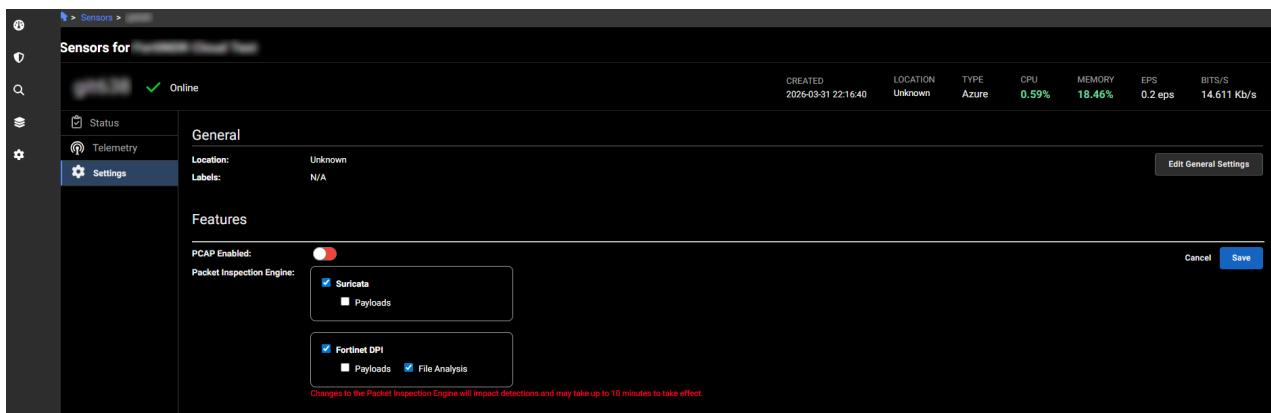 > Sensors >
Sensors for
Online
CREATED
2026-03-31 22:16:40
LOCATION
Unknown
TYPE
Azure
CPU
0.59%
MEMORY
18.46%
EPS
0.2 eps
BITS/S
14.611 Kb/s
Status
Telemetry
Settings
General
Location: Unknown
Labels: N/A
Edit General Settings
Features
PCAP Enabled:
Cancel Save
Packet Inspection Engine:
Suricata
Payloads
Fortinet DPI
Payloads File Analysis
Changes to the Packet Inspection Engine will impact detections and may take up to 10 minutes to take effect.